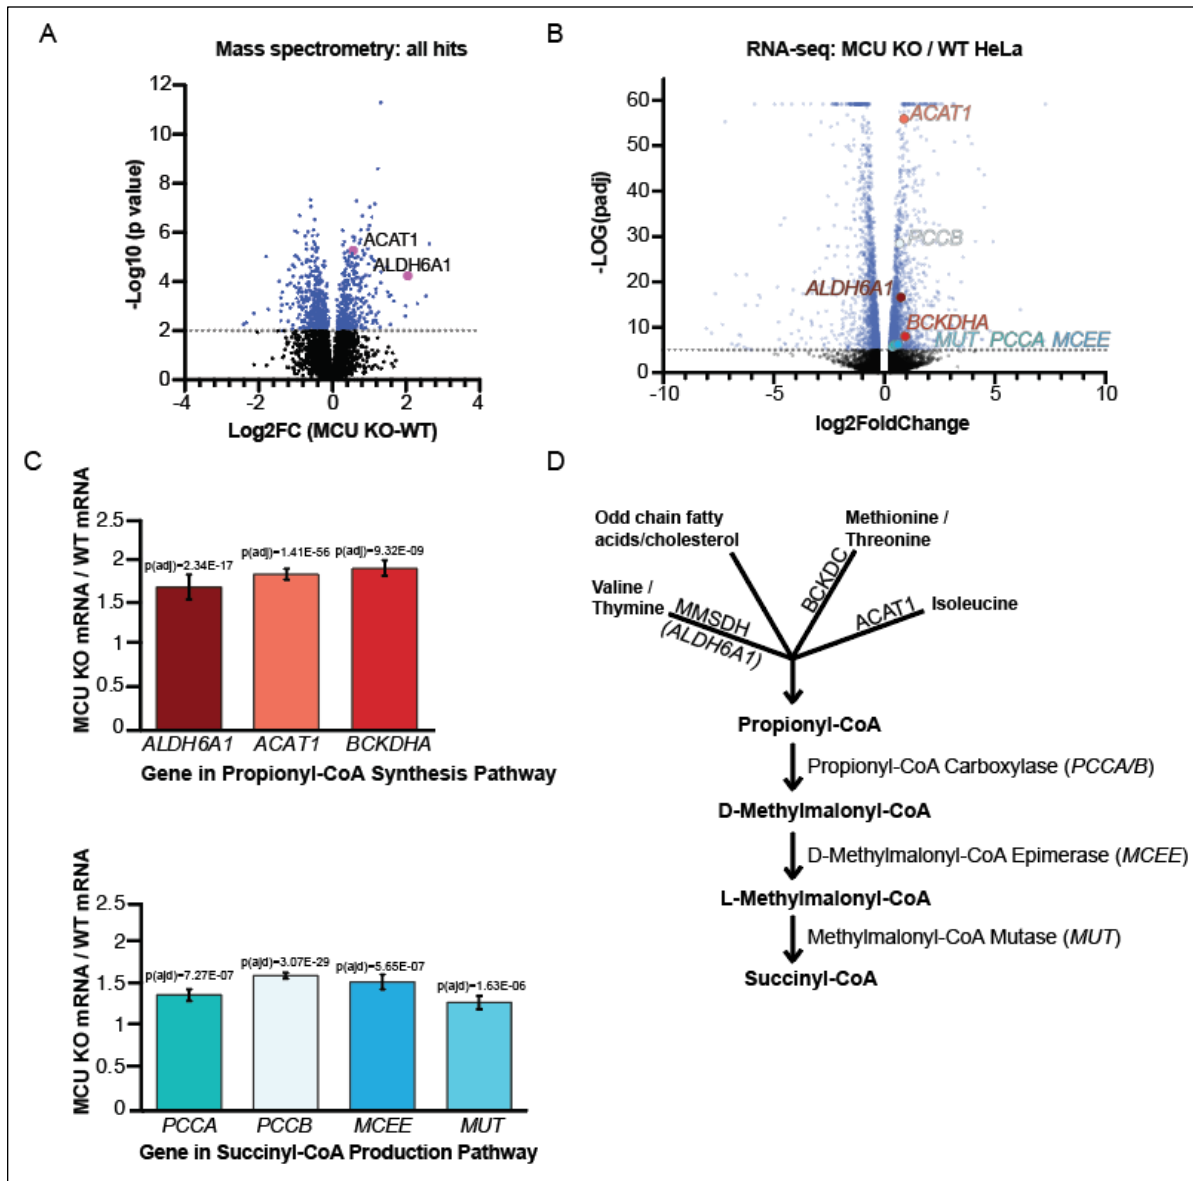 A
Mass spectrometry: all hits
12
10
8
6
4
2
0
-4
-2
0
2
4
-Log10 (p value)
ACAT1
ALDH6A1
Log2FC (MCU KO-WT)
B
RNA-seq: MCU KO / WT HeLa
60
50
40
30
20
10
0
-10
-5
0
5
10
-LOG(padj)
ACAT1
PCCB
ALDH6A1
BCKDHA
MUT PCCA MCEE
log2FoldChange
C
MCU KO mRNA / WT mRNA
2.5
2
1.5
1
0.5
0
p(adj)=2.34E-17
p(adj)=1.41E-56
p(adj)=9.32E-09
ALDH6A1
ACAT1
BCKDHA
Gene in Propionyl-CoA Synthesis Pathway
MCU KO mRNA / WT mRNA
2.5
2
1.5
1
0.5
0
p(ajd)=7.27E-07
p(ajd)=3.07E-29
p(ajd)=5.65E-07
p(ajd)=1.63E-06
PCCA
PCCB
MCEE
MUT
Gene in Succinyl-CoA Production Pathway
D
Odd chain fatty
acids/cholesterol
Methionine /
Threonine
Valine /
Thymine
MMSDH
(ALDH6A1)
BCKDC
ACAT1
Isoleucine
Propionyl-CoA
Propionyl-CoA Carboxylase (PCCA/B)
D-Methylmalonyl-CoA
D-Methylmalonyl-CoA Epimerase (MCEE)
L-Methylmalonyl-CoA
Methylmalonyl-CoA Mutase (MUT)
Succinyl-CoA